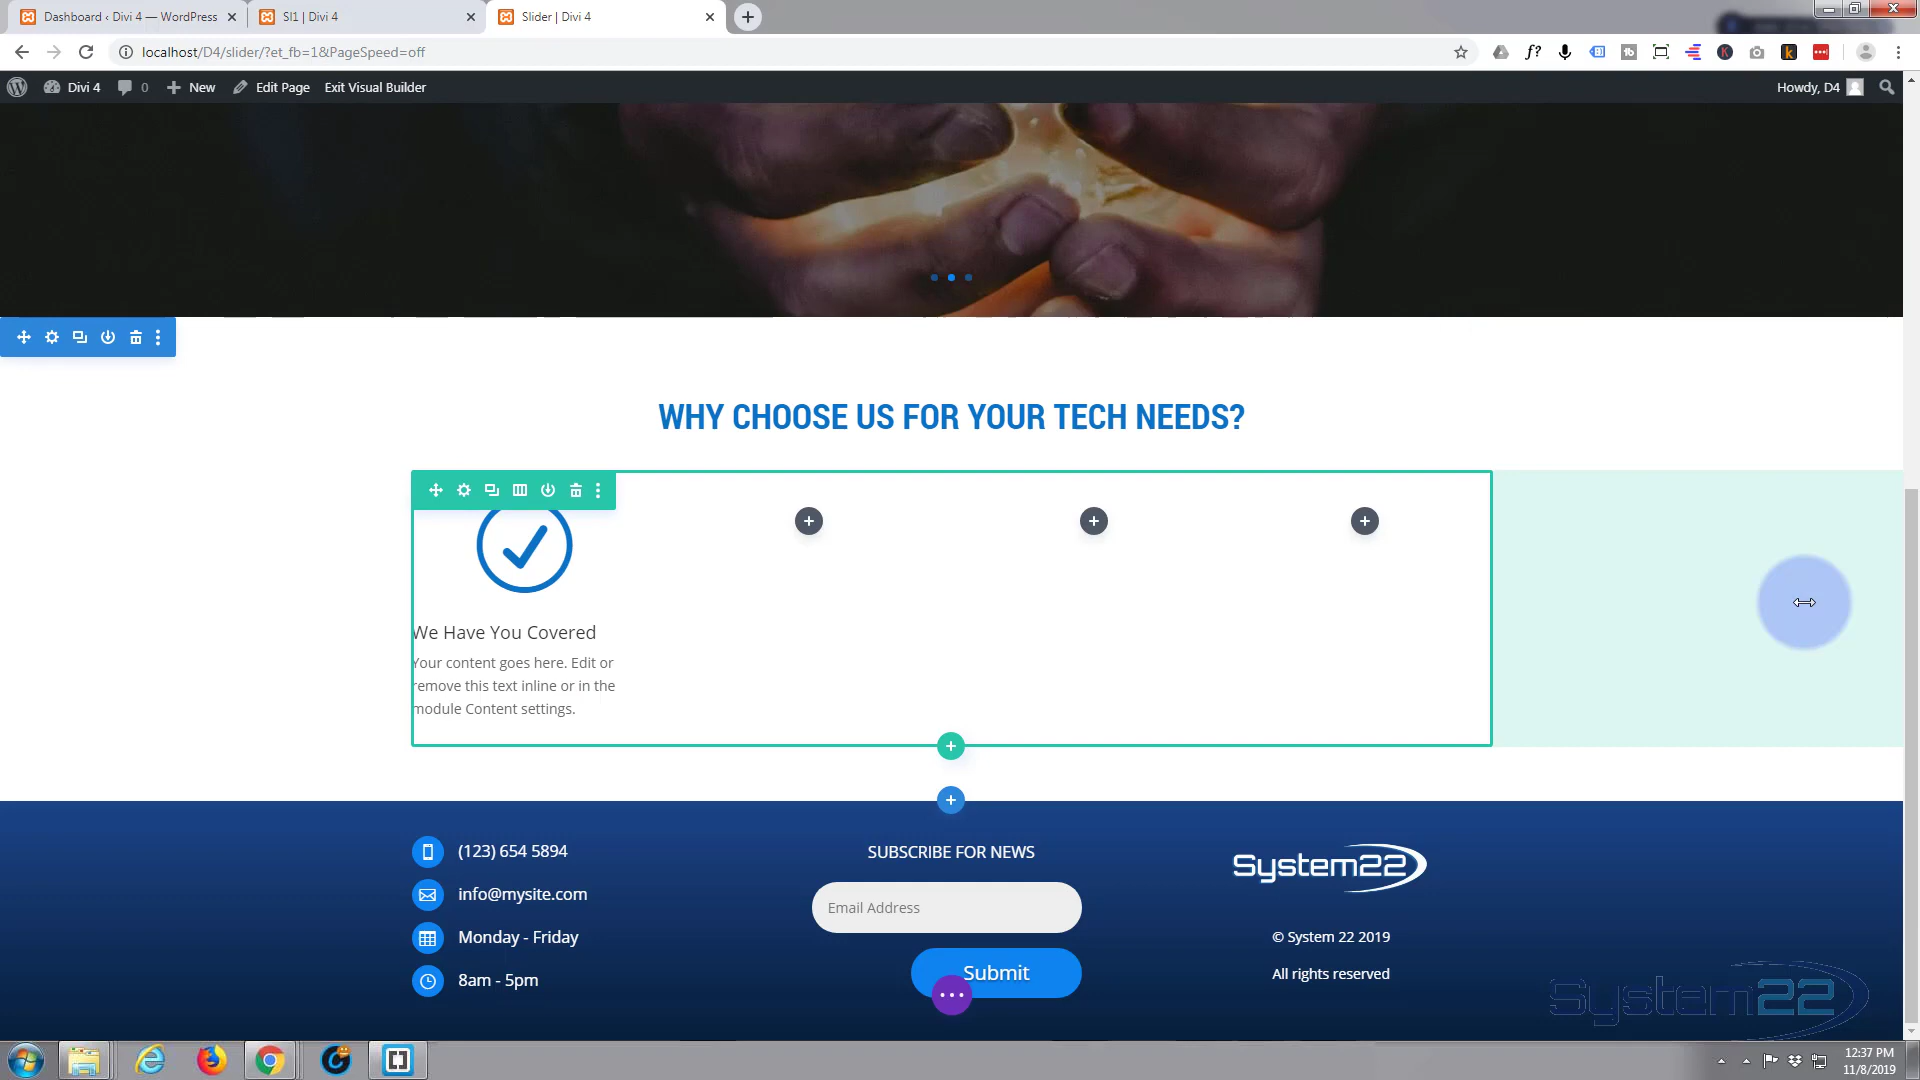 Dashboard ‹ Divi 4 — WordPress
Sl1 | Divi 4
Slider | Divi 4
localhost/D4/slider/?et_fb=1&PageSpeed=off
Divi 4
0
New
Edit Page
Exit Visual Builder
Howdy, D4
WHY CHOOSE US FOR YOUR TECH NEEDS?
We Have You Covered
Your content goes here. Edit or
remove this text inline or in the
module Content settings.
(123) 654 5894
info@mysite.com
Monday - Friday
8am - 5pm
SUBSCRIBE FOR NEWS
Email Address
Submit
System22
© System 22 2019
All rights reserved
System22
12:37 PM
11/8/2019